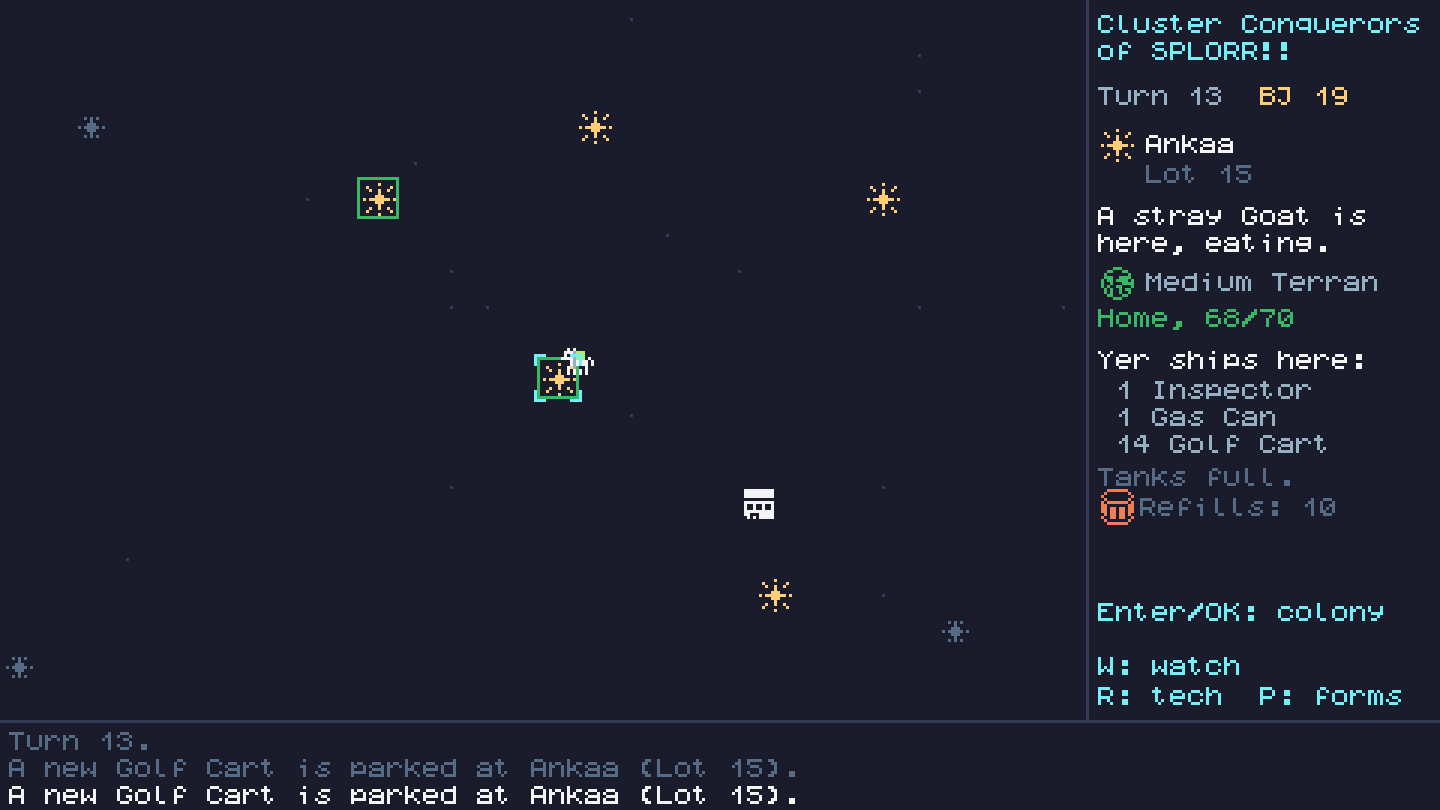 Cluster Conquerors
of SPLORR!!
Turn 13 BJ 19
Ankaa
Lot 15
A stray Goat is
here, eating.
Medium Terran
Home, 68/70
Yer ships here:
1 Inspector
1 Gas Can
14 Golf Cart
Tanks full.
Refills: 10
Enter/OK: colony
W: watch
R: tech P: forms
Turn 13.
A new Golf Cart is parked at Ankaa (Lot 15).
A new Golf Cart is parked at Ankaa (Lot 15).